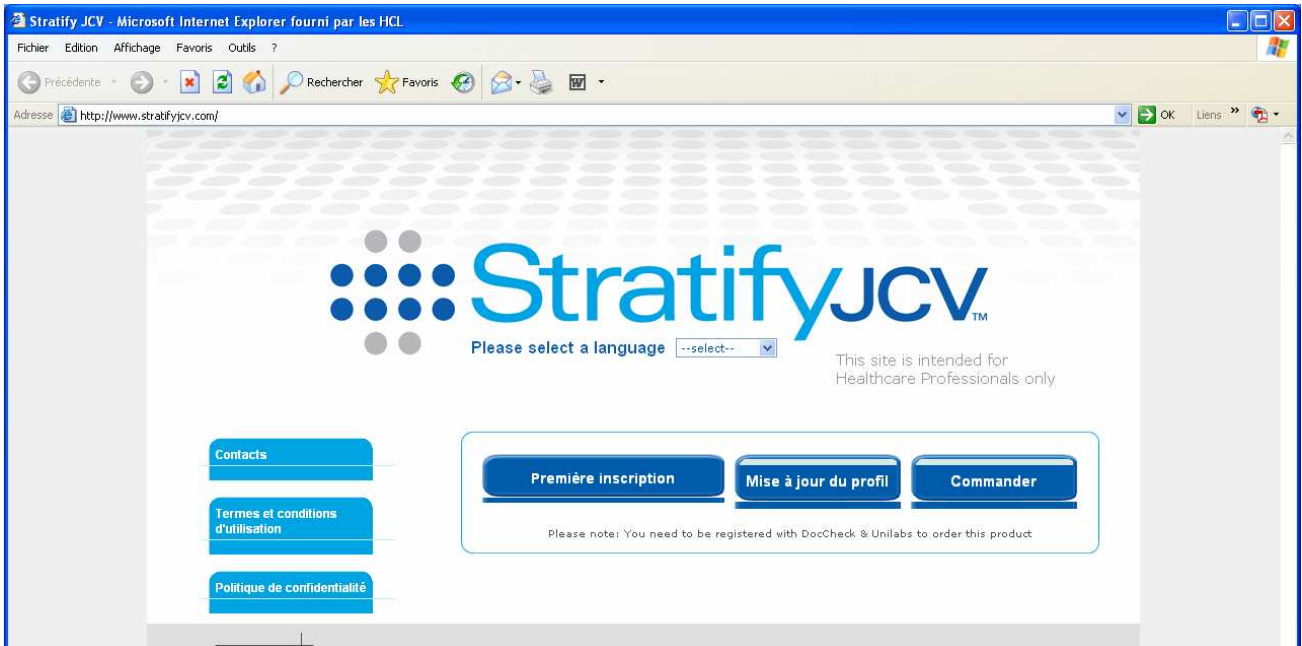 Stratify JCV - Microsoft Internet Explorer fourni par les HCL
Fichier Edition Affichage Favoris Outils ?
Précédente Rechercher Favoris
Adresse http://www.stratifyjcv.com/ OK Liens »
StratifyJCV™
Please select a language --select--
This site is intended for
Healthcare Professionals only
Contacts
Première inscription Mise à jour du profil Commander
Termes et conditions
d'utilisation
Please note: You need to be registered with DocCheck & Unilabs to order this product
Politique de confidentialité